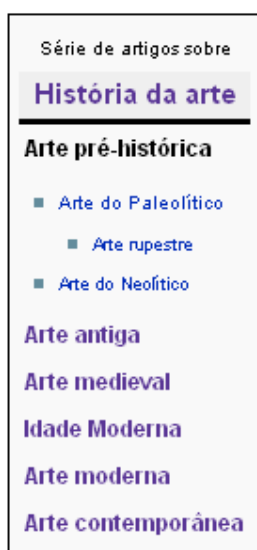 Série de artigos sobre
História da arte
Arte pré-histórica
Arte do Paleolítico
Arte rupestre
Arte do Neolítico
Arte antiga
Arte medieval
Idade Moderna
Arte moderna
Arte contemporânea